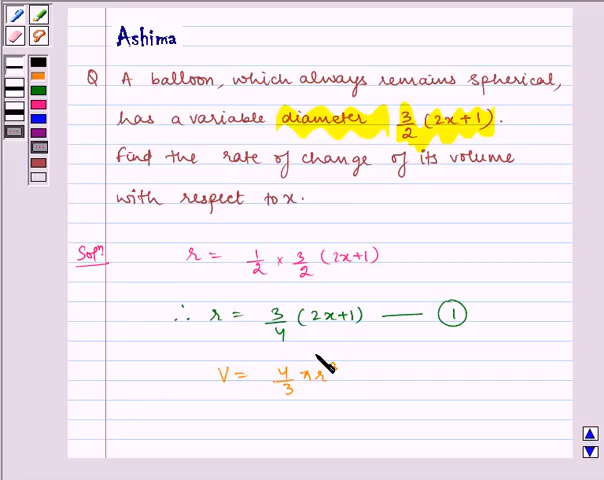 Ashima
Q A balloon, which always remains spherical,
has a variable diameter 3/2 (2x+1).
Find the rate of change of its volume
with respect to x.
Solⁿ r = 1/2 × 3/2 (2x+1)
∴ r = 3/4 (2x+1) —— ①
V = 4/3 πr